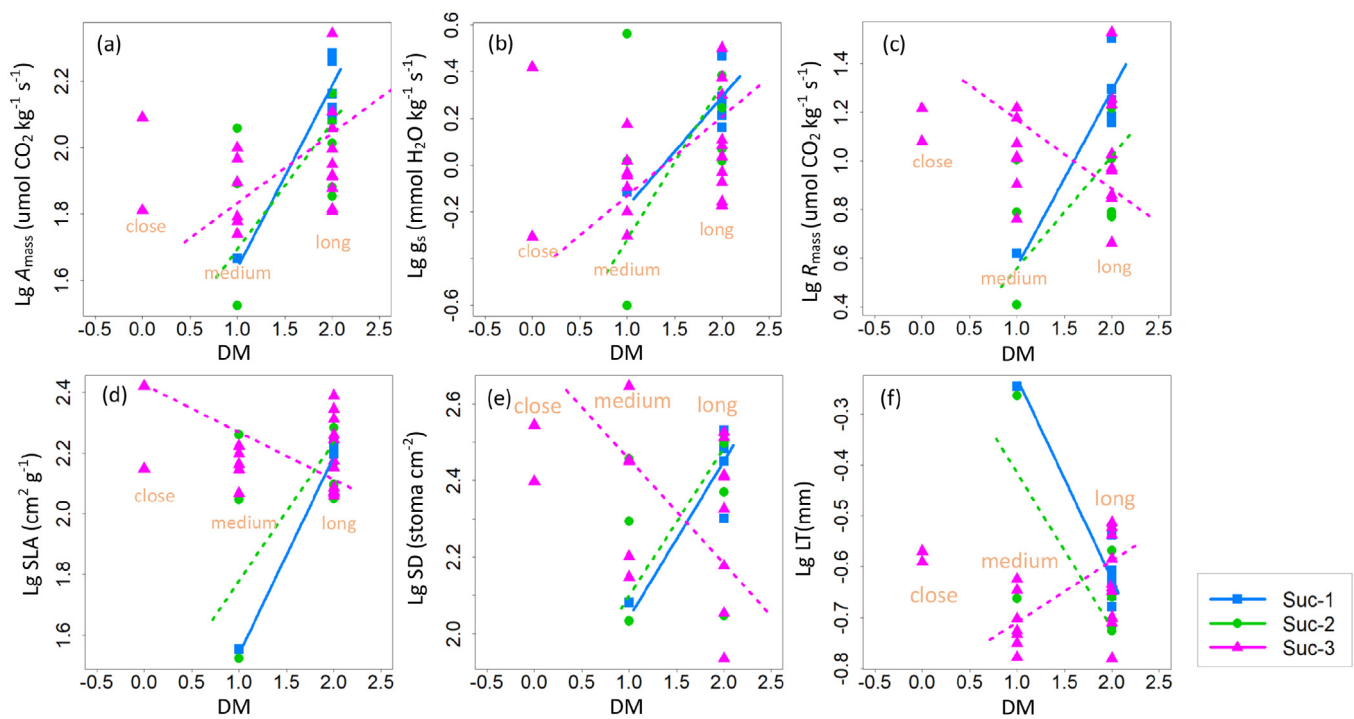 (a)
Lg Amass (umol CO2 kg-1 s-1)
2.2
2.0
1.8
1.6
close
medium
long
-0.5 0.0 0.5 1.0 1.5 2.0 2.5
DM
(b)
Lg gs (mmol H2O kg-1 s-1)
0.6
0.4
0.2
0.0
-0.2
-0.6
close
medium
long
-0.5 0.0 0.5 1.0 1.5 2.0 2.5
DM
(c)
Lg Rmass (umol CO2 kg-1 s-1)
1.4
1.2
1.0
0.8
0.6
0.4
close
medium
long
-0.5 0.0 0.5 1.0 1.5 2.0 2.5
DM
(d)
Lg SLA (cm2 g-1)
2.4
2.2
2.0
1.8
1.6
close
medium
long
-0.5 0.0 0.5 1.0 1.5 2.0 2.5
DM
(e)
Lg SD (stoma cm-2)
2.6
2.4
2.2
2.0
close
medium
long
-0.5 0.0 0.5 1.0 1.5 2.0 2.5
DM
(f)
Lg LT(mm)
-0.3
-0.4
-0.5
-0.6
-0.7
-0.8
close
medium
long
-0.5 0.0 0.5 1.0 1.5 2.0 2.5
DM
Suc-1
Suc-2
Suc-3